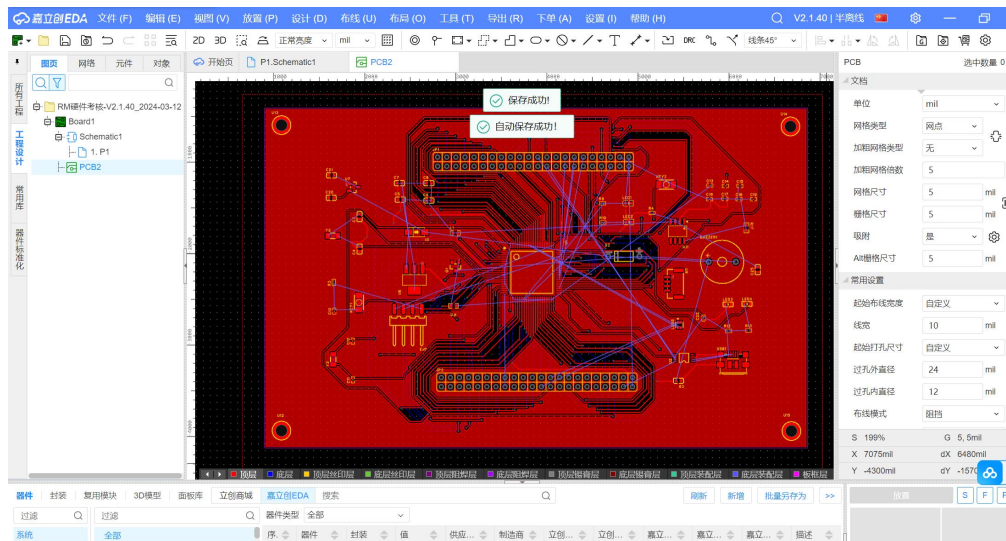 嘉立创EDA 文件 (F) 编辑 (E) 视图 (V) 放置 (P) 设计 (D) 布线 (U) 布局 (O) 工具 (T) 导出 (R) 下单 (A) 设置 (I) 帮助 (H) V2.1.40 | 半离线
2D 3D 正常亮度 mil T DRC 线条45°
图页 网络 元件 对象
开始页 P1.Schematic1 PCB2
PCB 选中数量 0
所有工程
工程设计
常用库
器件标准化
RM硬件考核-V2.1.40_2024-03-12
Board1
Schematic1
1. P1
PCB2
保存成功!
自动保存成功!
文档
单位 mil
网格类型 网点
加粗网格类型 无
加粗网格倍数 5
网格尺寸 5 mil
栅格尺寸 5 mil
吸附 是
Alt栅格尺寸 5 mil
常用设置
起始布线宽度 自定义
线宽 10 mil
起始打孔尺寸 自定义
过孔外直径 24 mil
过孔内直径 12 mil
布线模式 阻挡
S 199% G 5, 5mil
X 7075mil dX 6480mil
Y -4300mil dY -1570
顶层 底层 顶层丝印层 底层丝印层 顶层阻焊层 底层阻焊层 顶层锡膏层 底层锡膏层 顶层装配层 底层装配层 板框层
器件 封装 复用模块 3D模型 面板库 立创商城 嘉立创EDA 搜索 刷新 新增 批量另存为 >>
放置 S F
过滤 过滤 器件类型 全部
系统 全部 序. 器件 封装 值 供应... 制造商 立创... 立创... 嘉立... 嘉立... 嘉立... 描述